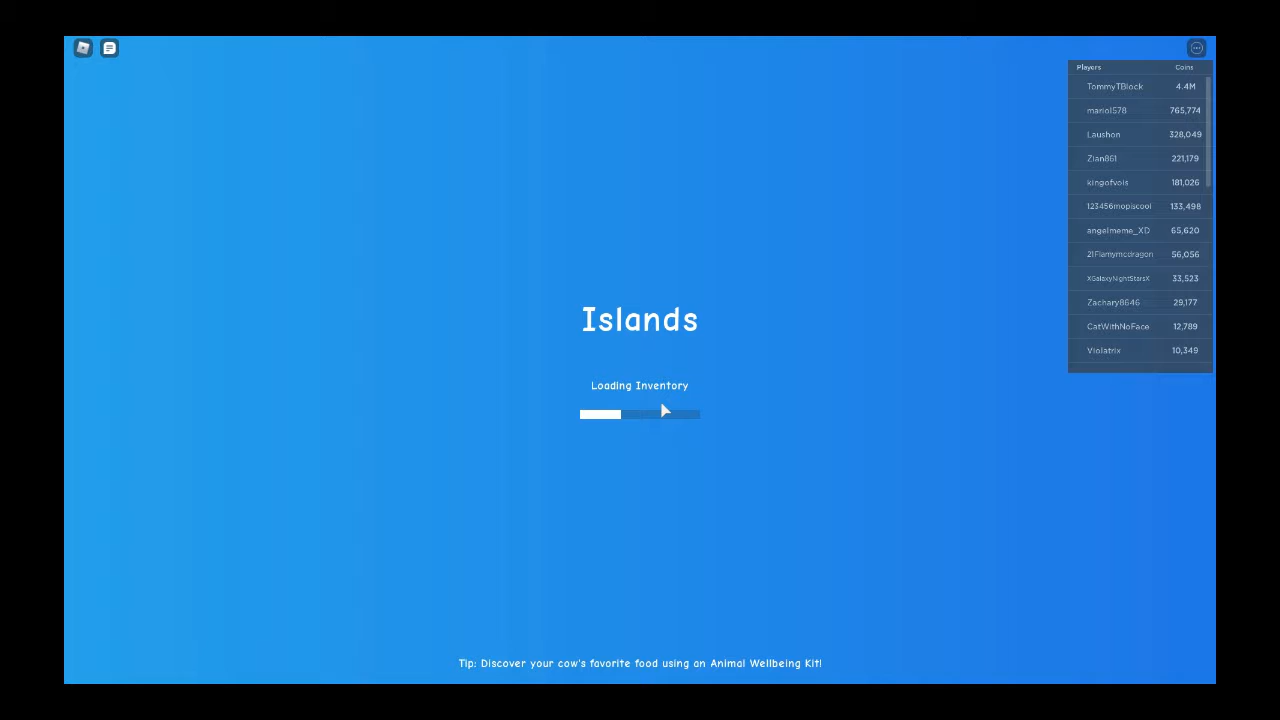 Players Coins
TommyTBlock 4.4M
mariol578 765,774
Laushon 328,049
Zian861 221,179
kingofvois 181,026
123456mopiscool 133,498
angelmeme_XD 65,620
21Flamymcdragon 56,056
XGalaxyNightStarsX 33,523
Zachary8646 29,177
CatWithNoFace 12,789
Violatrix 10,349
Islands
Loading Inventory
Tip: Discover your cow's favorite food using an Animal Wellbeing Kit!